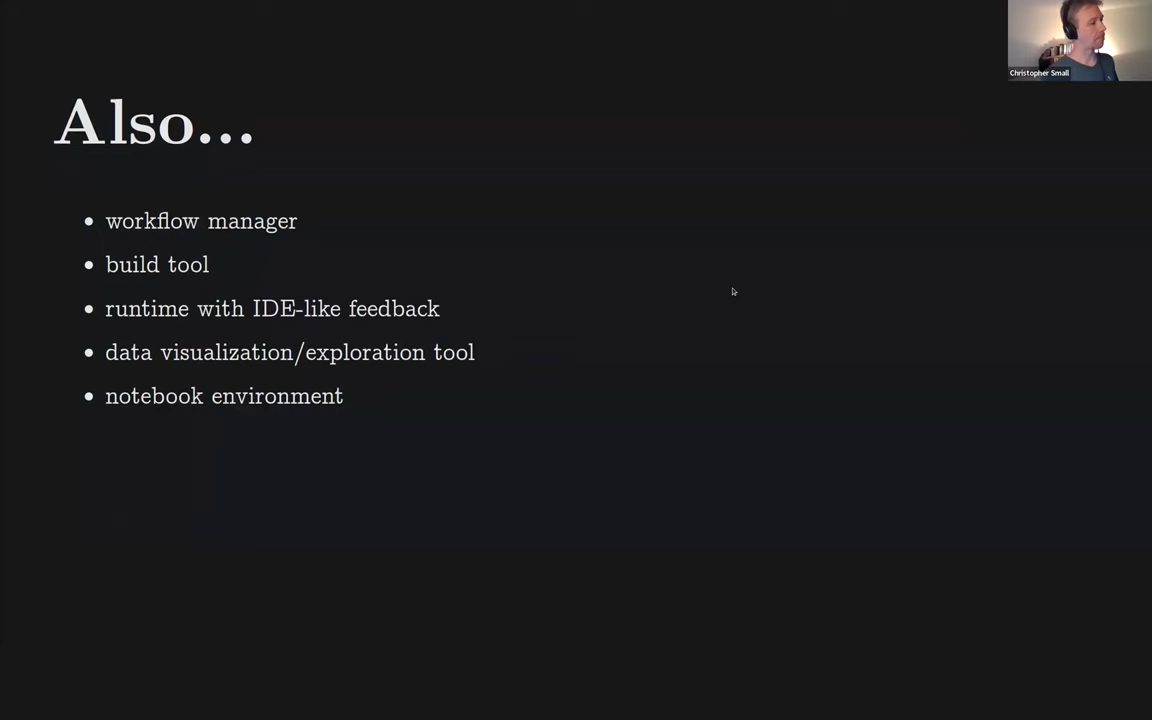 Christopher Small
Also...
• workflow manager
• build tool
• runtime with IDE-like feedback
• data visualization/exploration tool
• notebook environment